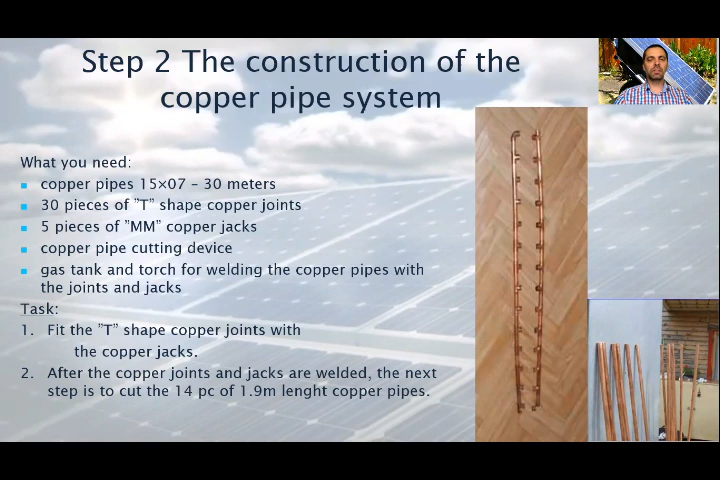 Step 2 The construction of the
copper pipe system
What you need:
copper pipes 15×07 – 30 meters
30 pieces of ”T” shape copper joints
5 pieces of ”MM” copper jacks
copper pipe cutting device
gas tank and torch for welding the copper pipes with
the joints and jacks
Task:
1. Fit the ”T” shape copper joints with
the copper jacks.
2. After the copper joints and jacks are welded, the next
step is to cut the 14 pc of 1.9m lenght copper pipes.